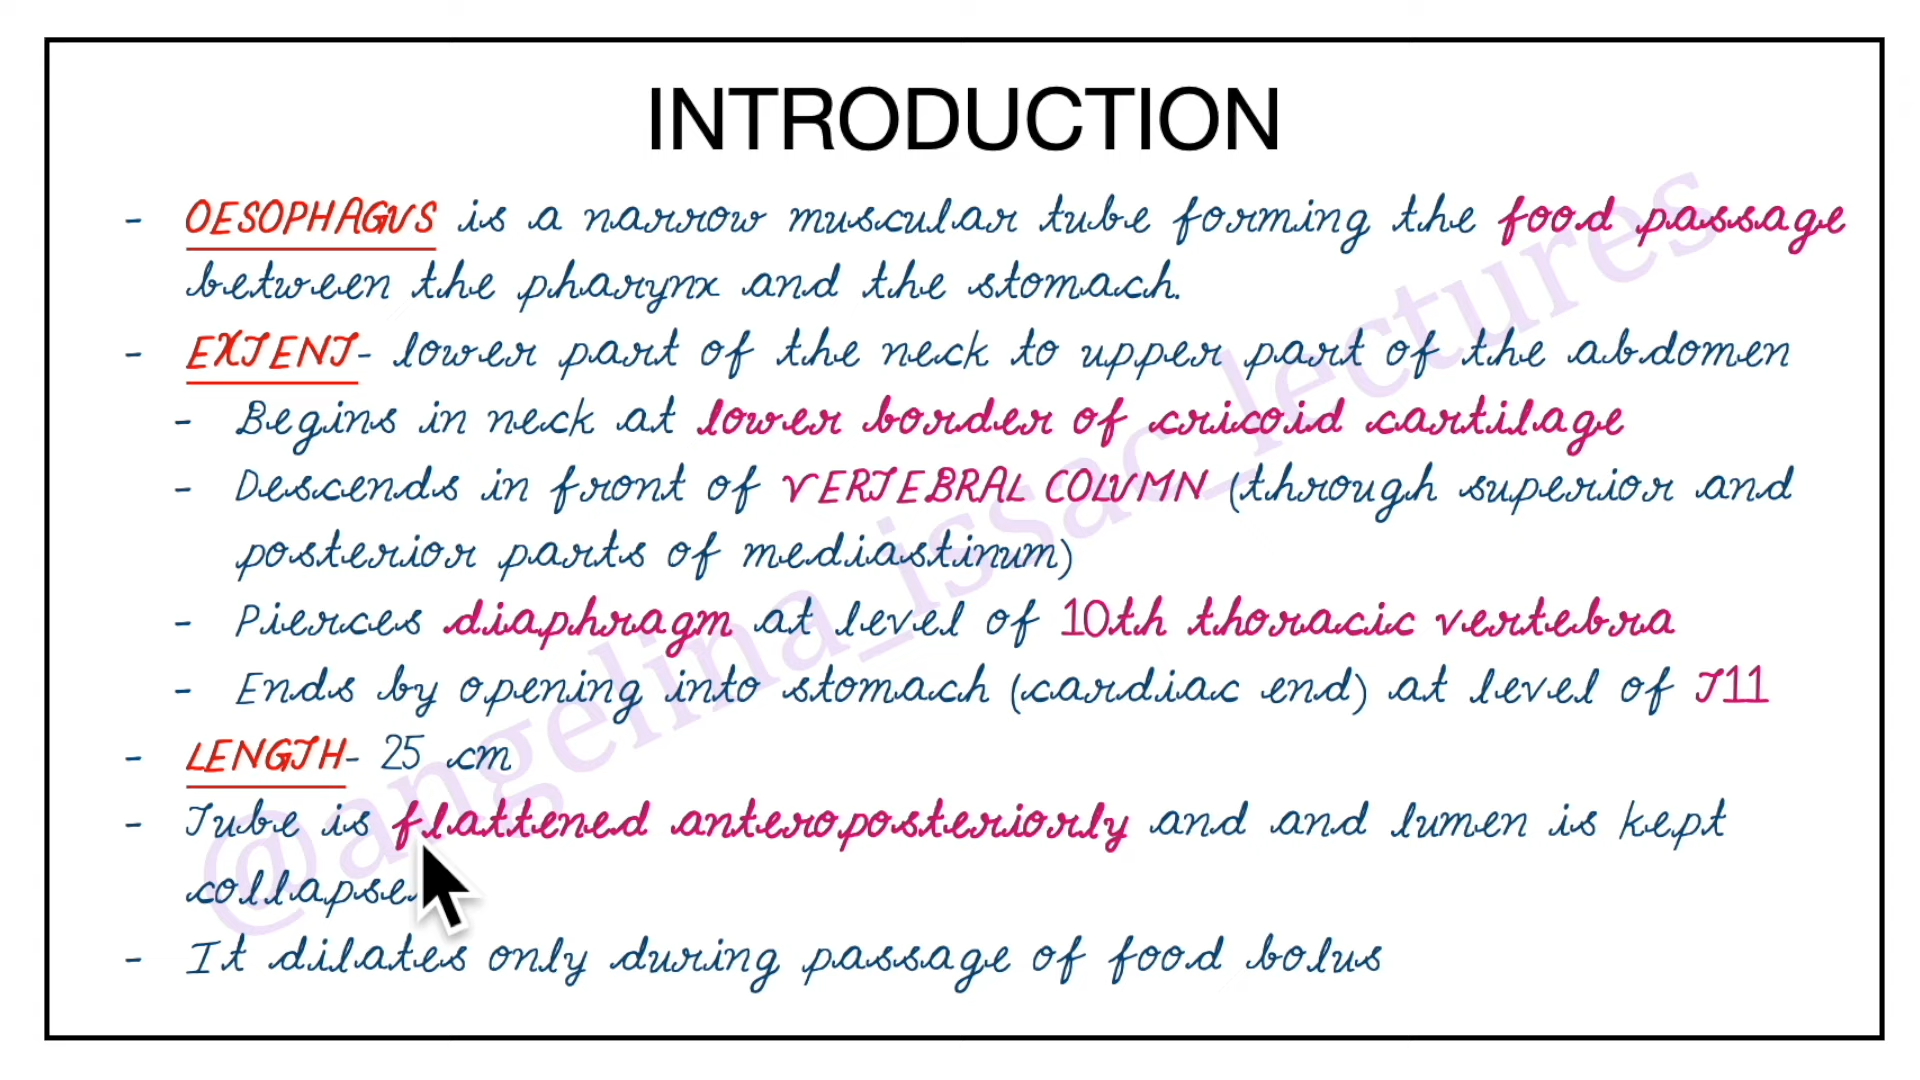 INTRODUCTION
- OESOPHAGUS is a narrow muscular tube forming the food passage
between the pharynx and the stomach.
- EXTENT- lower part of the neck to upper part of the abdomen
- Begins in neck at lower border of cricoid cartilage
- Descends in front of VERTEBRAL COLUMN (through superior and
posterior parts of mediastinum)
- Pierces diaphragm at level of 10th thoracic vertebra
- Ends by opening into stomach (cardiac end) at level of T11
- LENGTH- 25 cm
- Tube is flattened anteroposteriorly and and lumen is kept
- It dilates only during passage of food bolus
@angelina_issac_lectures